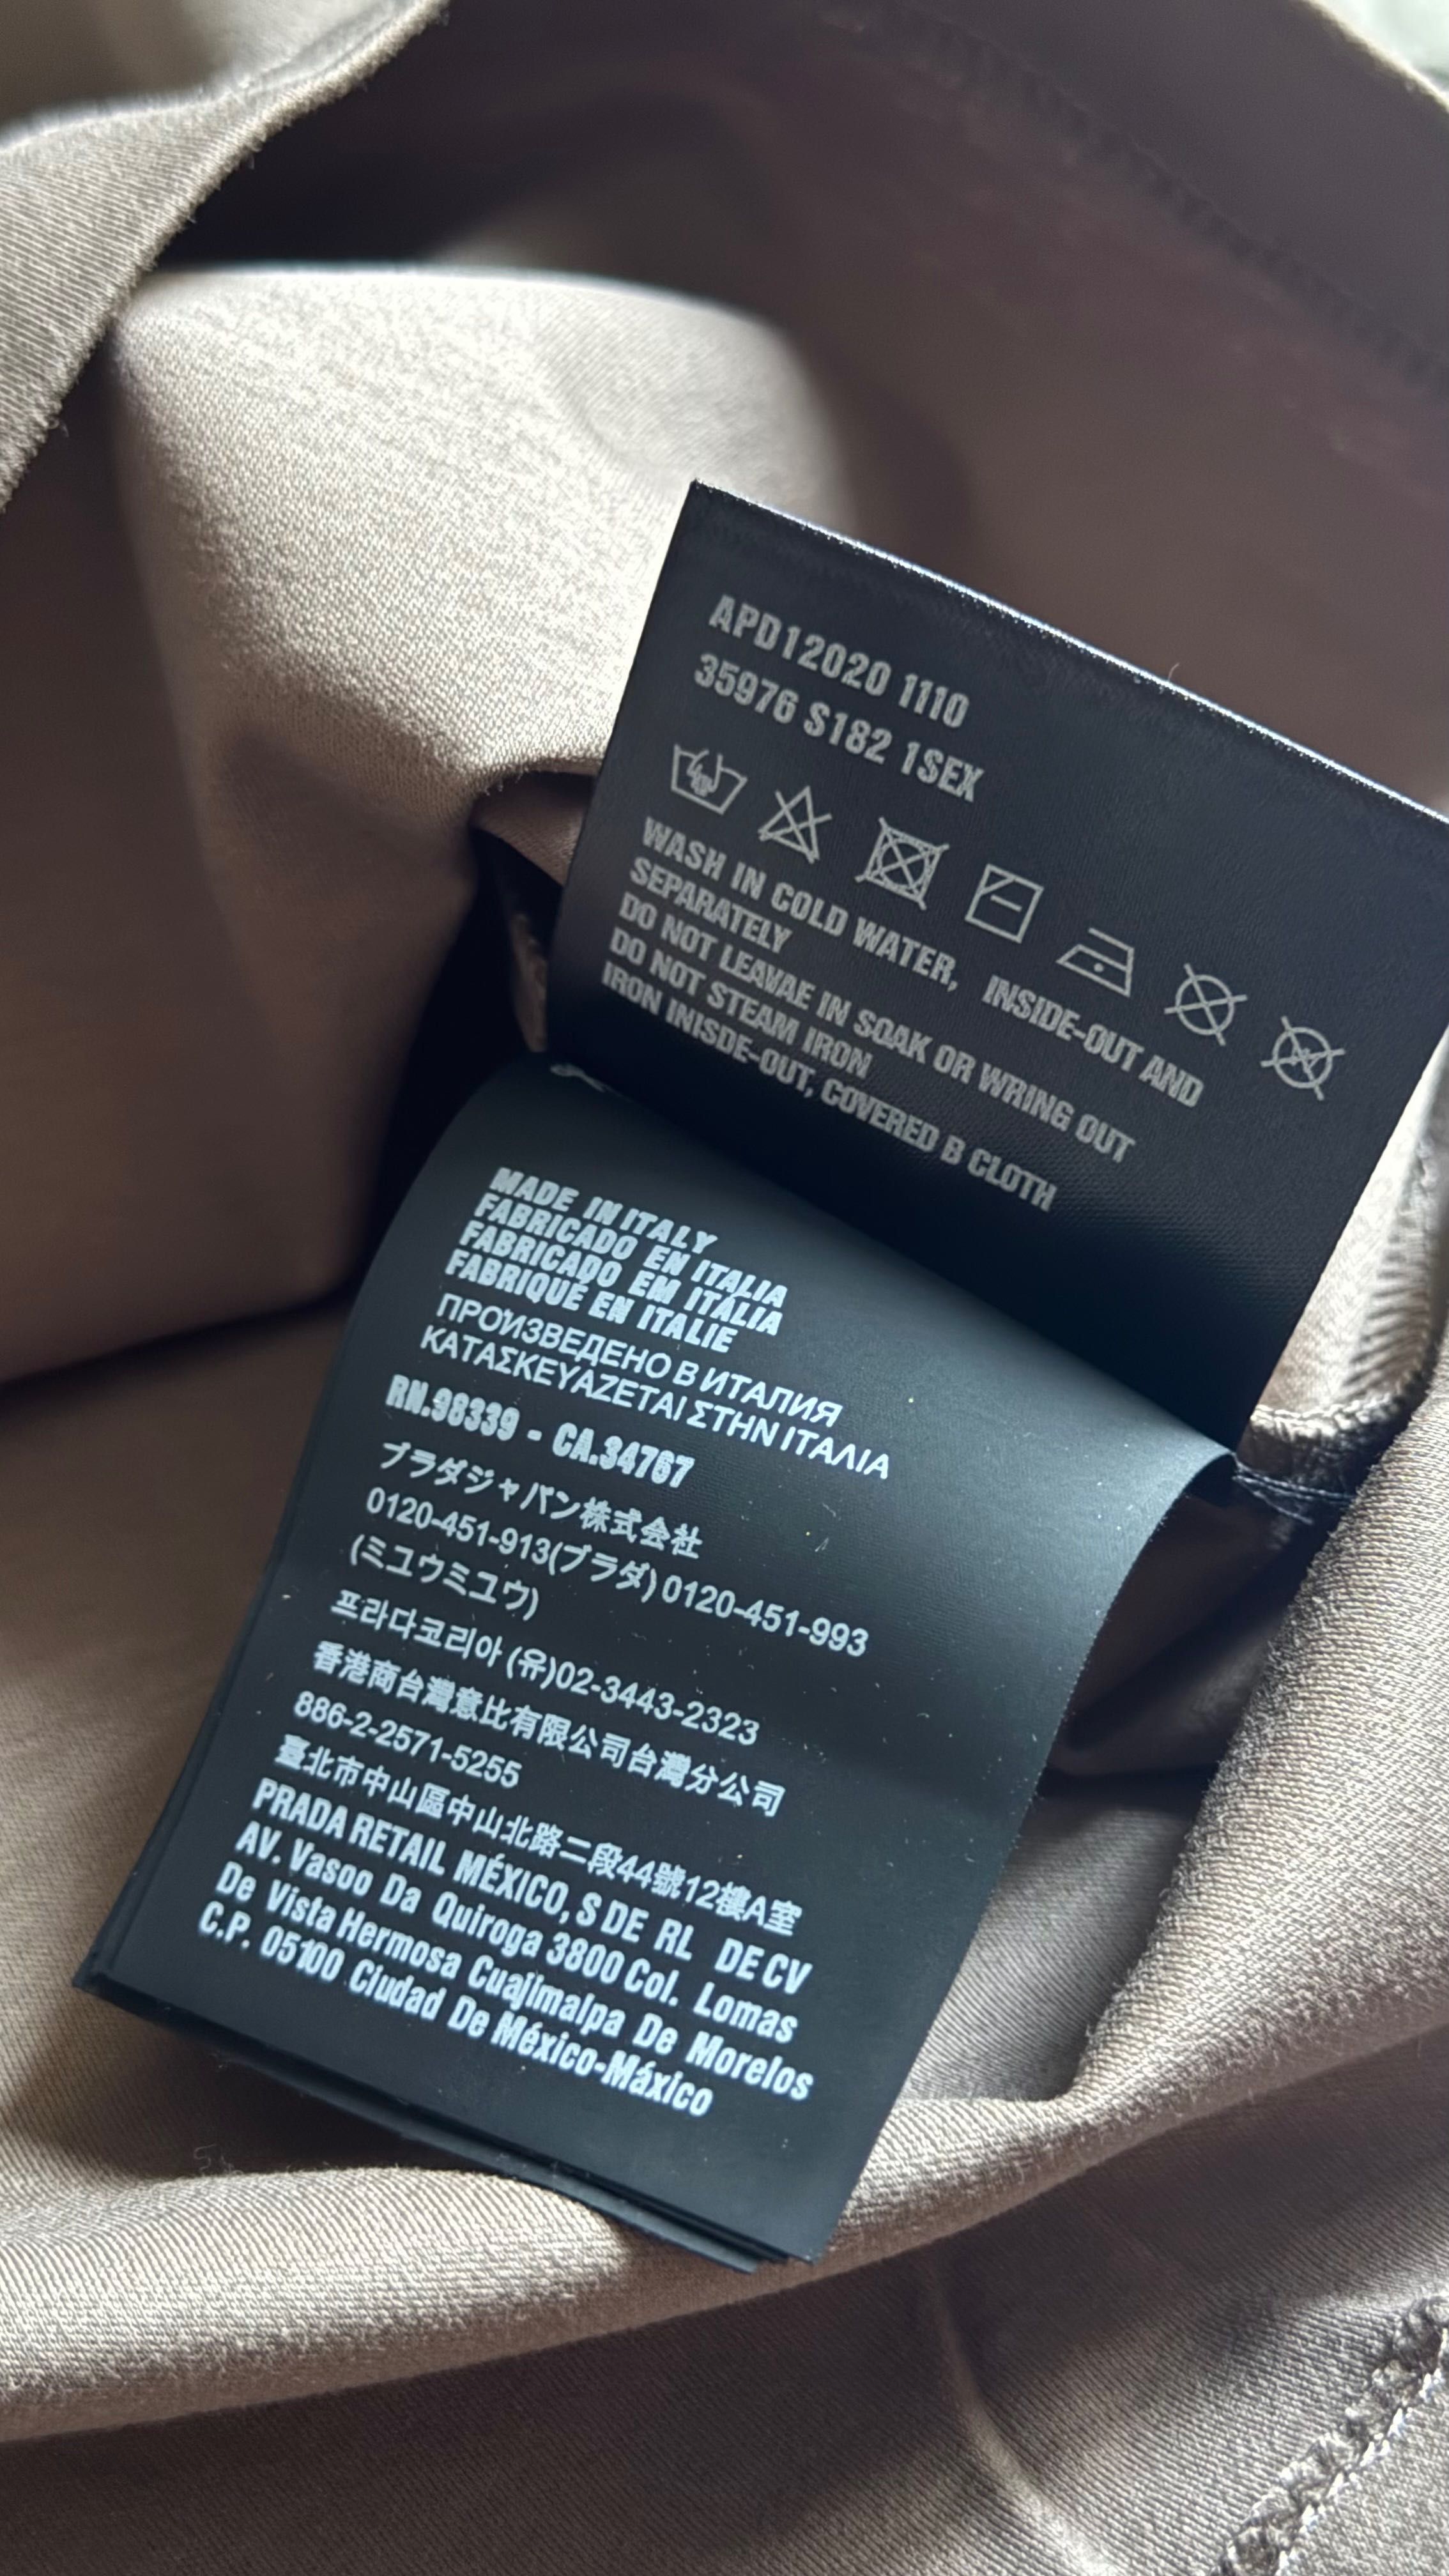 APD12020 1110
35976 S182 1SEX
WASH IN COLD WATER, INSIDE-OUT AND
SEPARATELY
DO NOT LEAVAE IN SOAK OR WRING OUT
DO NOT STEAM IRON
IRON INISDE-OUT, COVERED B CLOTH
MADE IN ITALY
FABRICADO EN ITALIA
FABRICADO EM ITÁLIA
FABRIQUÉ EN ITALIE
ПРОИЗВЕДЕНО В ИТАЛИЯ
ΚΑΤΑΣΚΕΥΑΖΕΤΑΙ ΣΤΗΝ ΙΤΑΛΙΑ
RN.98339 - CA.34767
プラダジャパン株式会社
0120-451-913(プラダ) 0120-451-993
(ミュウミュウ)
프라다코리아 (유)02-3443-2323
香港商台灣意比有限公司台灣分公司
886-2-2571-5255
臺北市中山區中山北路二段44號12樓A室
PRADA RETAIL MÉXICO, S DE RL DE CV
AV. Vasoo Da Quiroga 3800 Col. Lomas
De Vista Hermosa Cuajlmalpa De Morelos
C.P. 05100 Cludad De México-Máxico